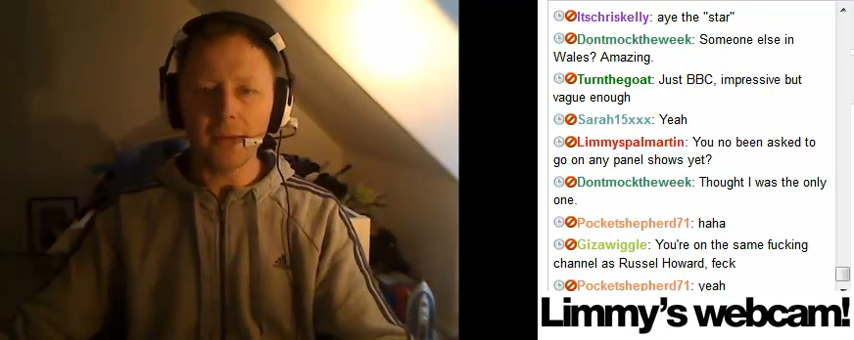 Itschriskelly: aye the "star"
Dontmocktheweek: Someone else in
Wales? Amazing.
Turnthegoat: Just BBC, impressive but
vague enough
Sarah15xxx: Yeah
Limmyspalmartin: You no been asked to
go on any panel shows yet?
Dontmocktheweek: Thought I was the only
one.
Pocketshepherd71: haha
Gizawiggle: You're on the same fucking
channel as Russel Howard, feck
Pocketshepherd71: yeah
Limmy's webcam!